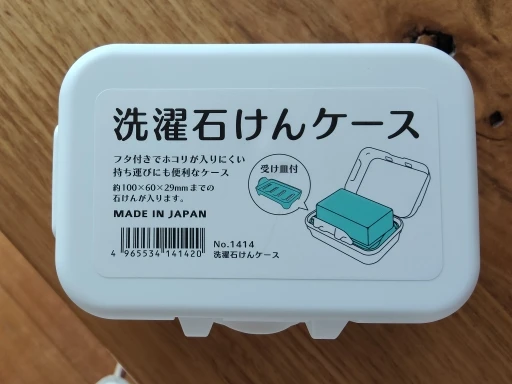 洗濯石けんケース
フタ付きでホコリが入りにくい
持ち運びにも便利なケース
約100×60×29mmまでの
石けんが入ります。
MADE IN JAPAN
受け皿付
4 965534 141420
No.1414
洗濯石けんケース